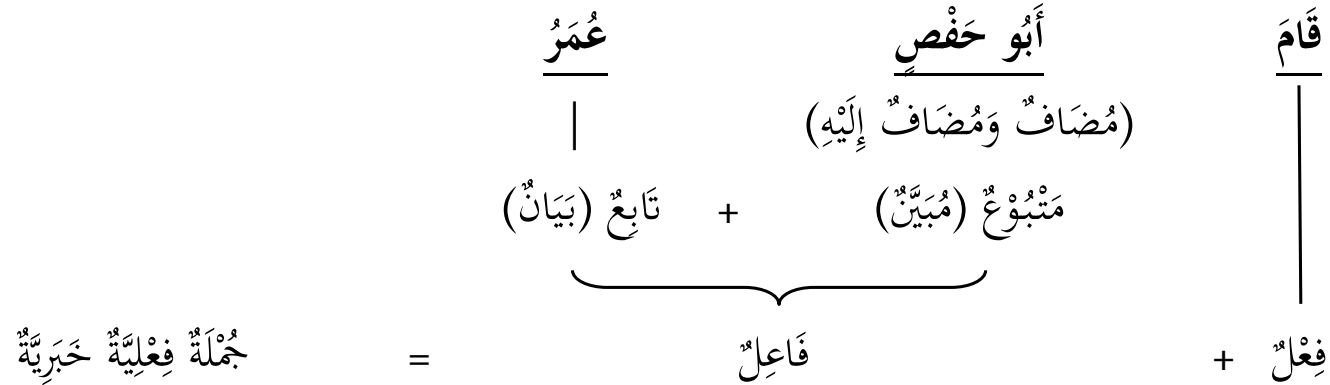 قَامَ أَبُو حَفْصٍ عُمَرُ
(مُضَافٌ وَمُضَافٌ إِلَيْهِ)
مَتْبُوْعٌ (مُبَيَّنٌ) + تَابِعٌ (بَيَانٌ)
فِعْلٌ + فَاعِلٌ = جُمْلَةٌ فِعْلِيَّةٌ خَبَرِيَّةٌ